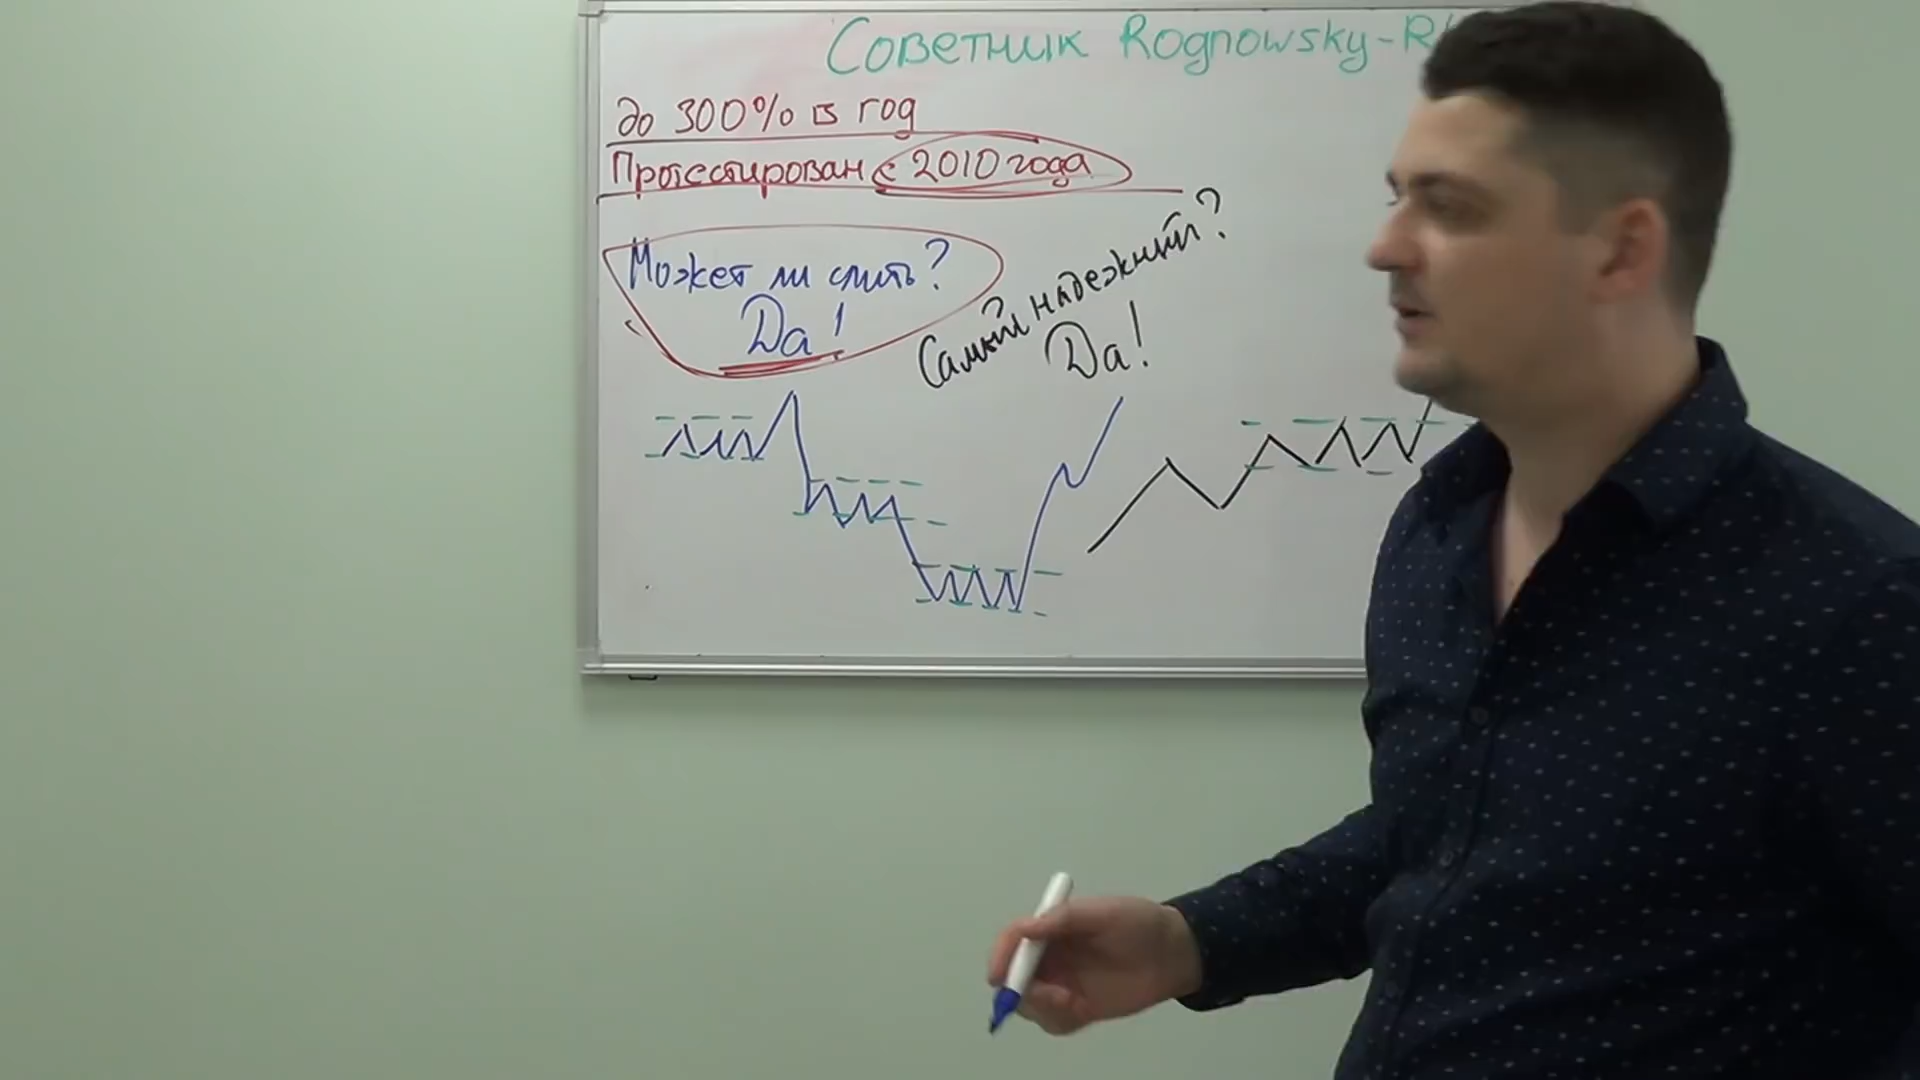 Советник Rognowsky-R
до 300% в год
Протестирован с 2010 года
Может ли слить?
Да!
Самый надежный?
Да!